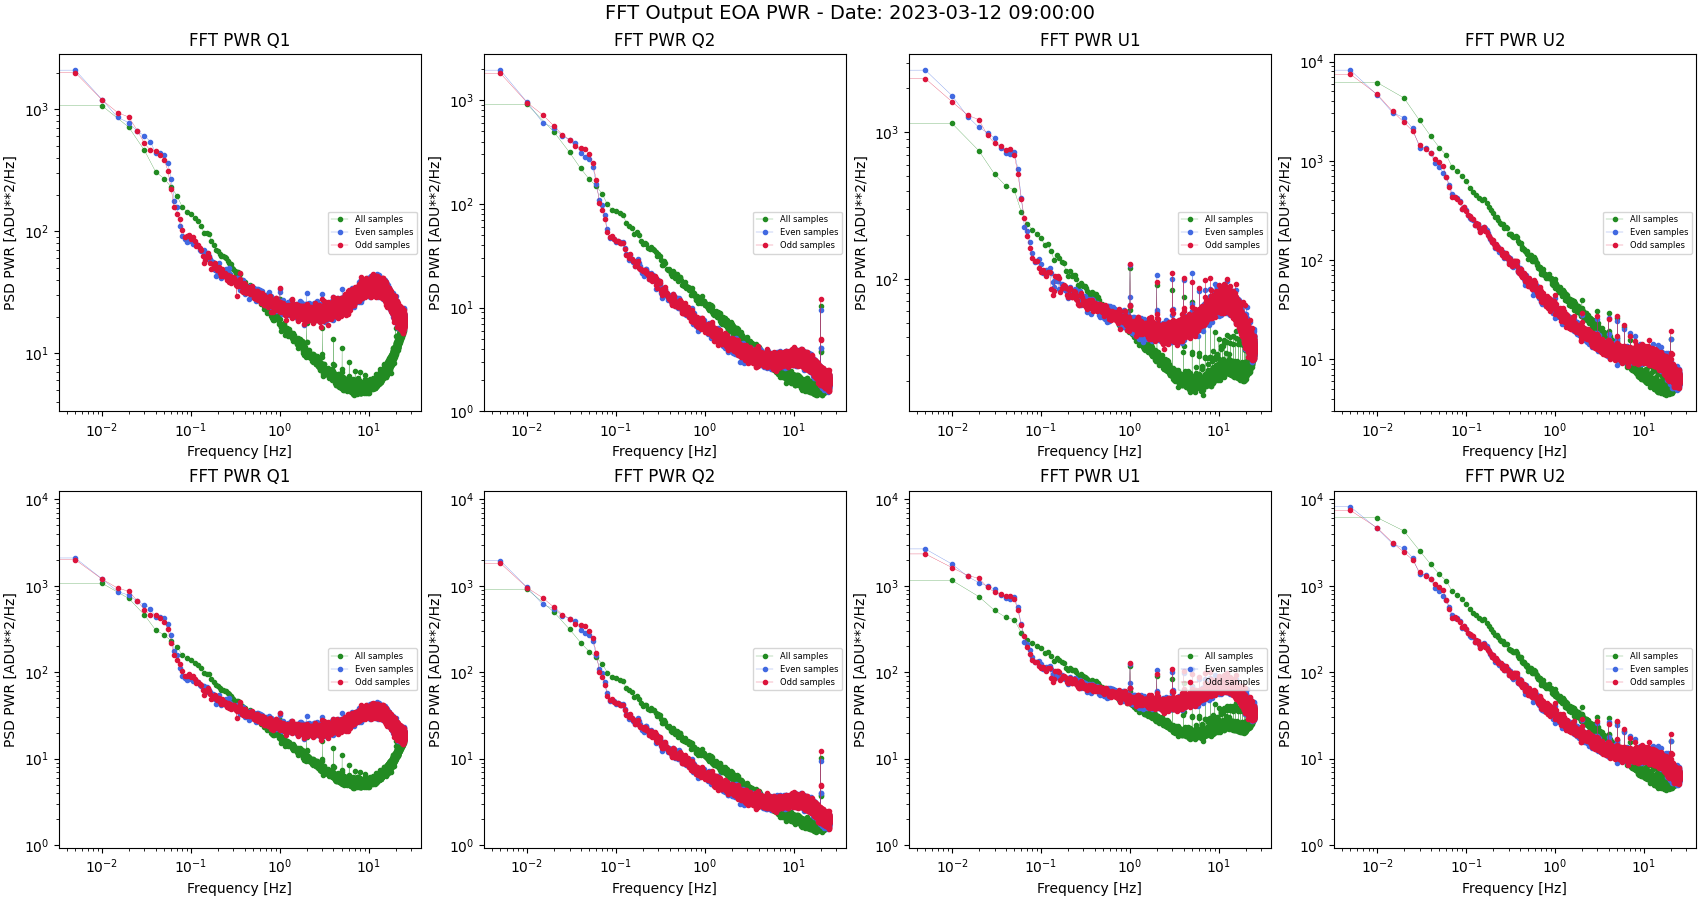 FFT Output EOA PWR - Date: 2023-03-12 09:00:00
FFT PWR Q1
FFT PWR Q2
FFT PWR U1
FFT PWR U2
PSD PWR [ADU**2/Hz]
10³
10²
10¹
All samples
Even samples
Odd samples
10⁻² 10⁻¹ 10⁰ 10¹
Frequency [Hz]
PSD PWR [ADU**2/Hz]
10³
10²
10¹
10⁰
All samples
Even samples
Odd samples
10⁻² 10⁻¹ 10⁰ 10¹
Frequency [Hz]
PSD PWR [ADU**2/Hz]
10³
10²
All samples
Even samples
Odd samples
10⁻² 10⁻¹ 10⁰ 10¹
Frequency [Hz]
PSD PWR [ADU**2/Hz]
10⁴
10³
10²
10¹
All samples
Even samples
Odd samples
10⁻² 10⁻¹ 10⁰ 10¹
Frequency [Hz]
FFT PWR Q1
FFT PWR Q2
FFT PWR U1
FFT PWR U2
PSD PWR [ADU**2/Hz]
10⁴
10³
10²
10¹
10⁰
All samples
Even samples
Odd samples
10⁻² 10⁻¹ 10⁰ 10¹
Frequency [Hz]
PSD PWR [ADU**2/Hz]
10⁴
10³
10²
10¹
10⁰
All samples
Even samples
Odd samples
10⁻² 10⁻¹ 10⁰ 10¹
Frequency [Hz]
PSD PWR [ADU**2/Hz]
10⁴
10³
10²
10¹
10⁰
All samples
Even samples
Odd samples
10⁻² 10⁻¹ 10⁰ 10¹
Frequency [Hz]
PSD PWR [ADU**2/Hz]
10⁴
10³
10²
10¹
10⁰
All samples
Even samples
Odd samples
10⁻² 10⁻¹ 10⁰ 10¹
Frequency [Hz]